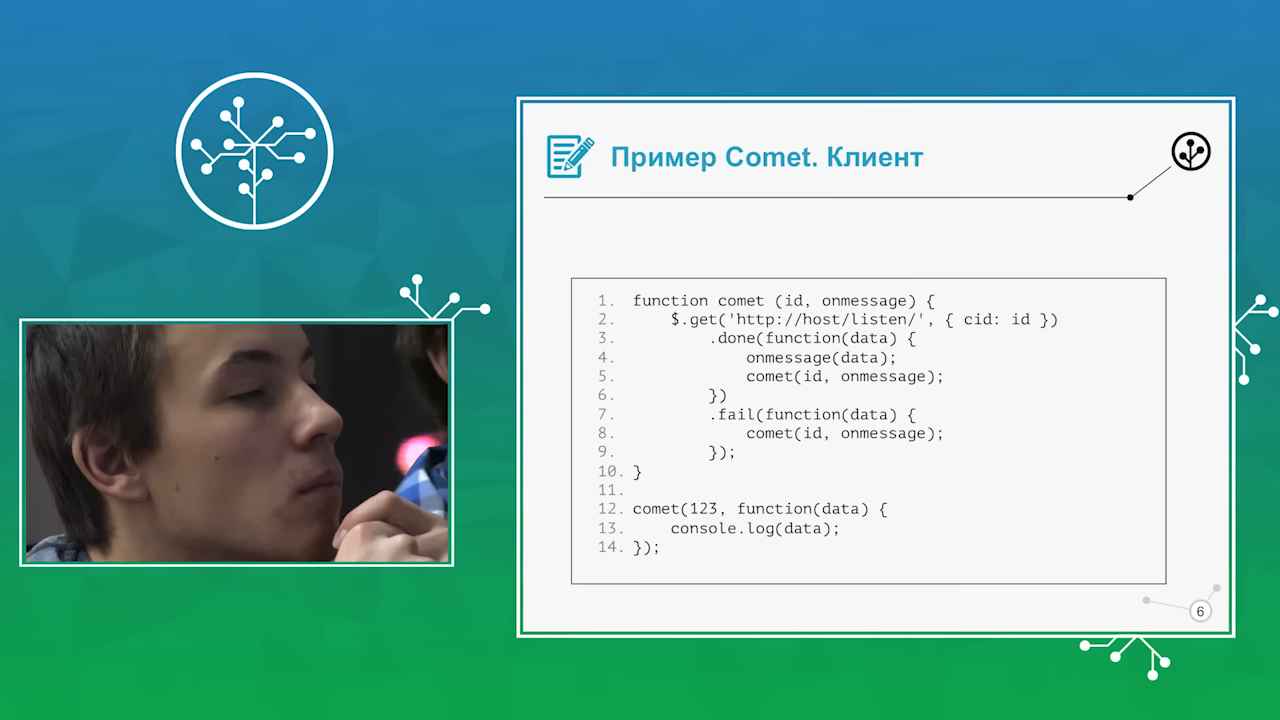 Пример Comet. Клиент
1. function comet (id, onmessage) {
2. $.get('http://host/listen/', { cid: id })
3. .done(function(data) {
4. onmessage(data);
5. comet(id, onmessage);
6. })
7. .fail(function(data) {
8. comet(id, onmessage);
9. });
10. }
11.
12. comet(123, function(data) {
13. console.log(data);
14. });
6